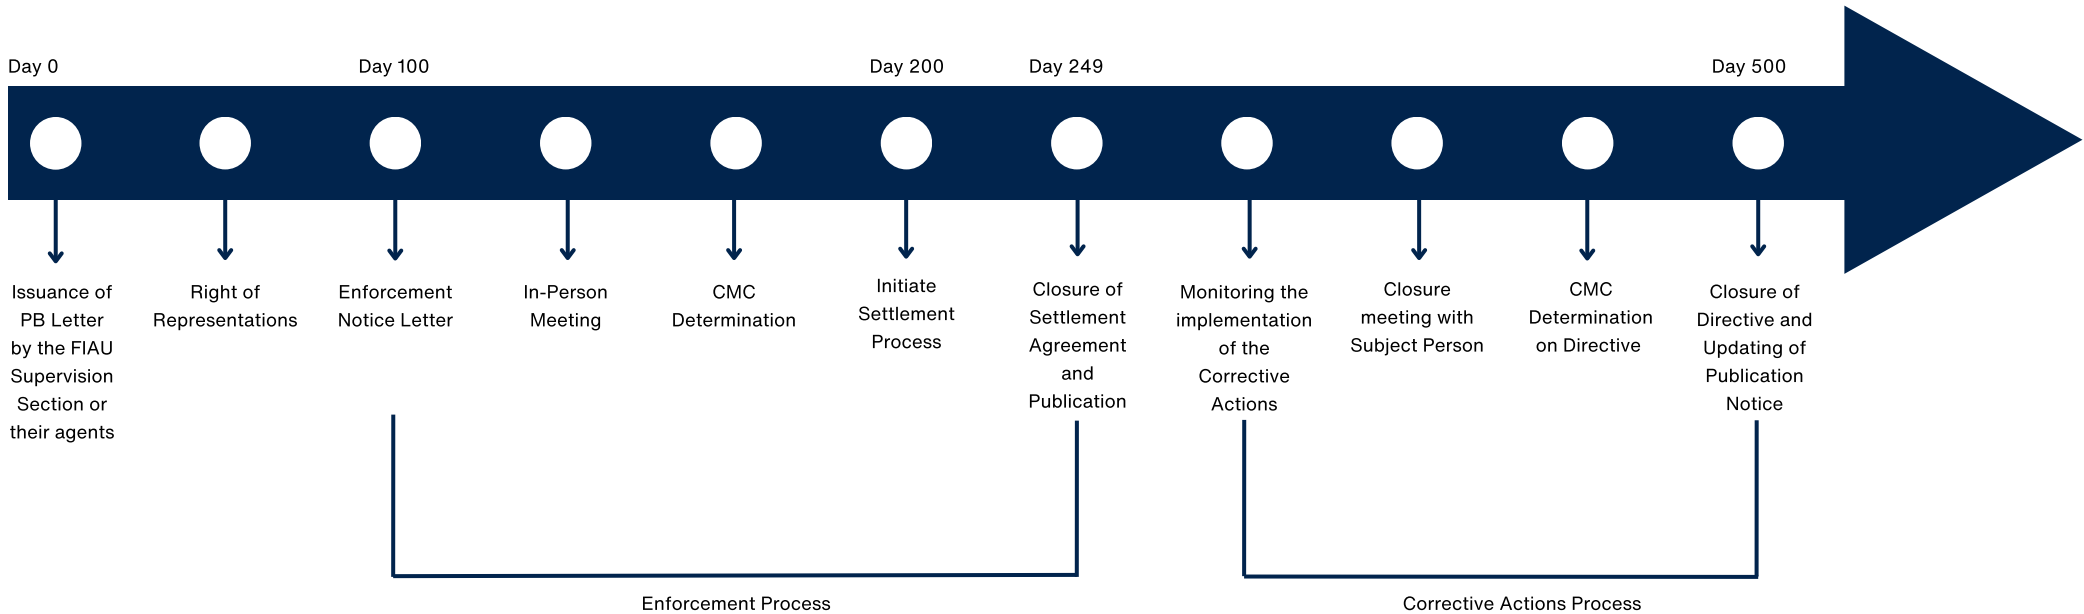 Day 0
Day 100
Day 200
Day 249
Day 500
Issuance of
PB Letter
by the FIAU
Supervision
Section or
their agents
Right of
Representations
Enforcement
Notice Letter
In-Person
Meeting
CMC
Determination
Initiate
Settlement
Process
Closure of
Settlement
Agreement
and
Publication
Monitoring the
implementation
of the
Corrective
Actions
Closure
meeting with
Subject Person
CMC
Determination
on Directive
Closure of
Directive and
Updating of
Publication
Notice
Enforcement Process
Corrective Actions Process